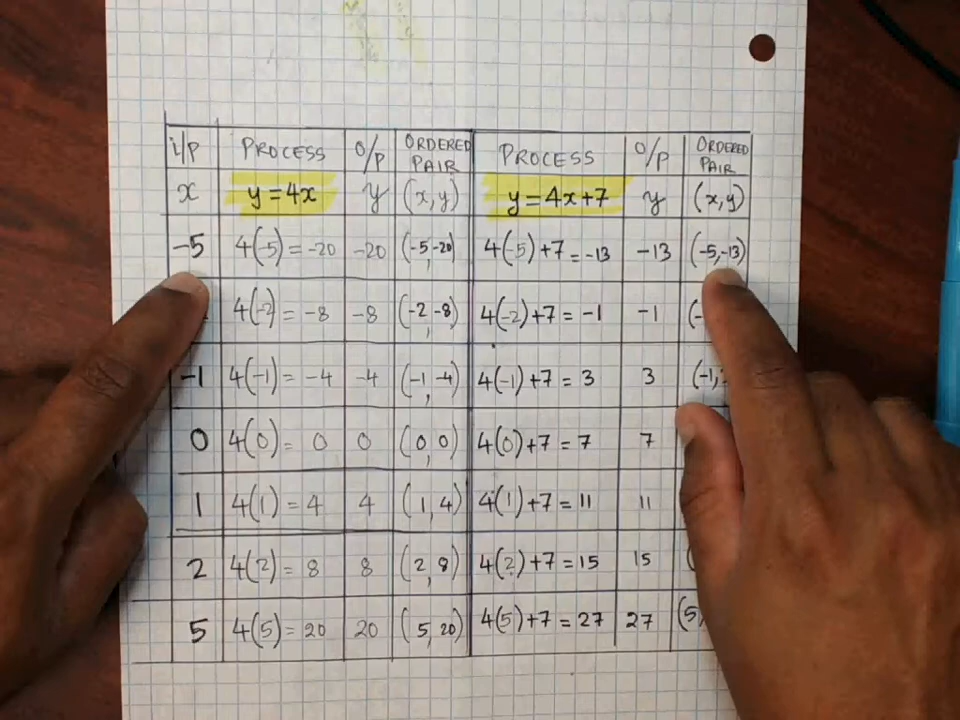 i/p PROCESS O/P ORDERED PAIR PROCESS O/P ORDERED PAIR
x y = 4x y (x,y) y = 4x+7 y (x,y)
-5 4(-5) = -20 -20 (-5,-20) 4(-5)+7 = -13 -13 (-5,-13)
4(-2) = -8 -8 (-2,-8) 4(-2)+7 = -1 -1
-1 4(-1) = -4 -4 (-1,-4) 4(-1)+7 = 3 3 (-1,
0 4(0) = 0 0 (0,0) 4(0)+7 = 7 7
1 4(1) = 4 4 (1,4) 4(1)+7 = 11 11
2 4(2) = 8 8 (2,8) 4(2)+7 = 15 15
5 4(5) = 20 20 (5,20) 4(5)+7 = 27 27 (5,